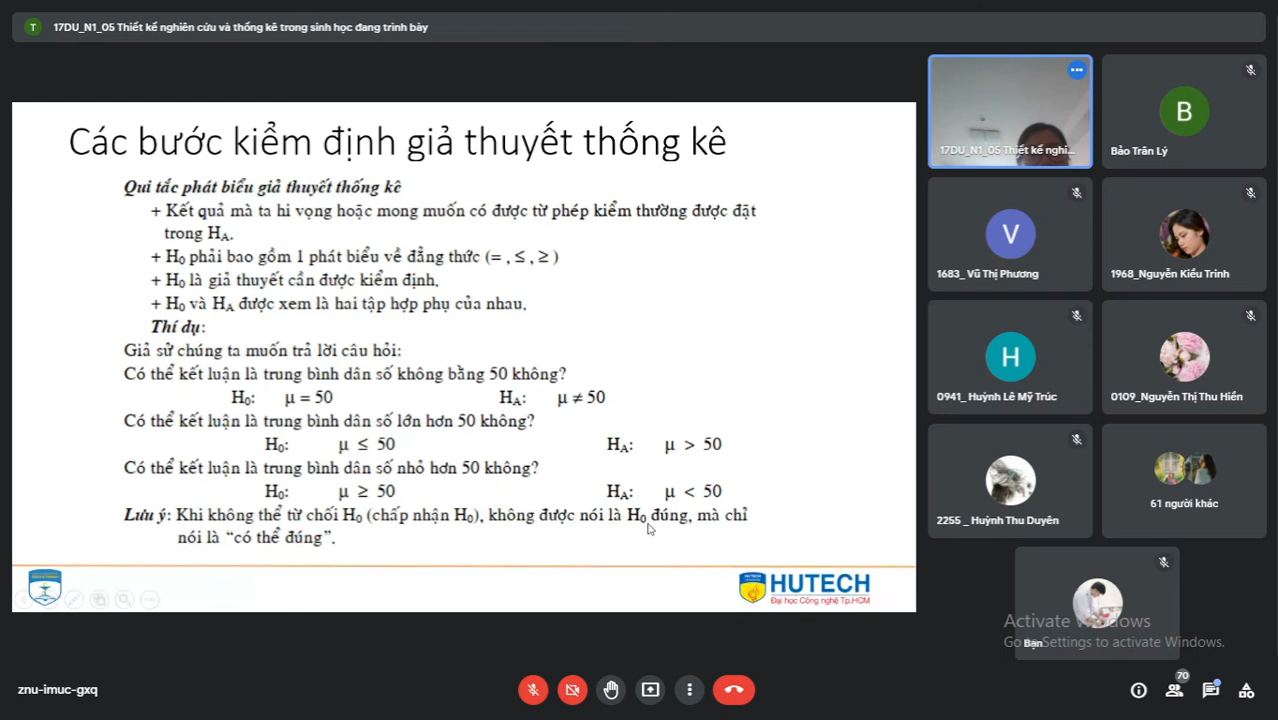 T 17DU_N1_05 Thiết kế nghiên cứu và thống kê trong sinh học đang trình bày
Các bước kiểm định giả thuyết thống kê
Qui tắc phát biểu giả thuyết thống kê
+ Kết quả mà ta hi vọng hoặc mong muốn có được từ phép kiểm thường được đặt
trong HA.
+ H0 phải bao gồm 1 phát biểu về đẳng thức (= , ≤ , ≥ )
+ H0 là giả thuyết cần được kiểm định.
+ H0 và HA được xem là hai tập hợp phụ của nhau.
Thí dụ:
Giả sử chúng ta muốn trả lời câu hỏi:
Có thể kết luận là trung bình dân số không bằng 50 không?
H0: μ = 50 HA: μ ≠ 50
Có thể kết luận là trung bình dân số lớn hơn 50 không?
H0: μ ≤ 50 HA: μ > 50
Có thể kết luận là trung bình dân số nhỏ hơn 50 không?
H0: μ ≥ 50 HA: μ < 50
Lưu ý: Khi không thể từ chối H0 (chấp nhận H0), không được nói là H0 đúng, mà chỉ
nói là “có thể đúng”.
HUTECH
Đại học Công nghệ Tp.HCM
17DU_N1_05 Thiết kế nghi...
B
Bảo Trân Lý
V
1683_ Vũ Thị Phương
1968_Nguyễn Kiều Trinh
H
0941_ Huỳnh Lê Mỹ Trúc
0109_Nguyễn Thị Thu Hiền
2255 _ Huỳnh Thu Duyên
61 người khác
Bạn
Activate Windows
Go to Settings to activate Windows.
znu-imuc-gxq
70